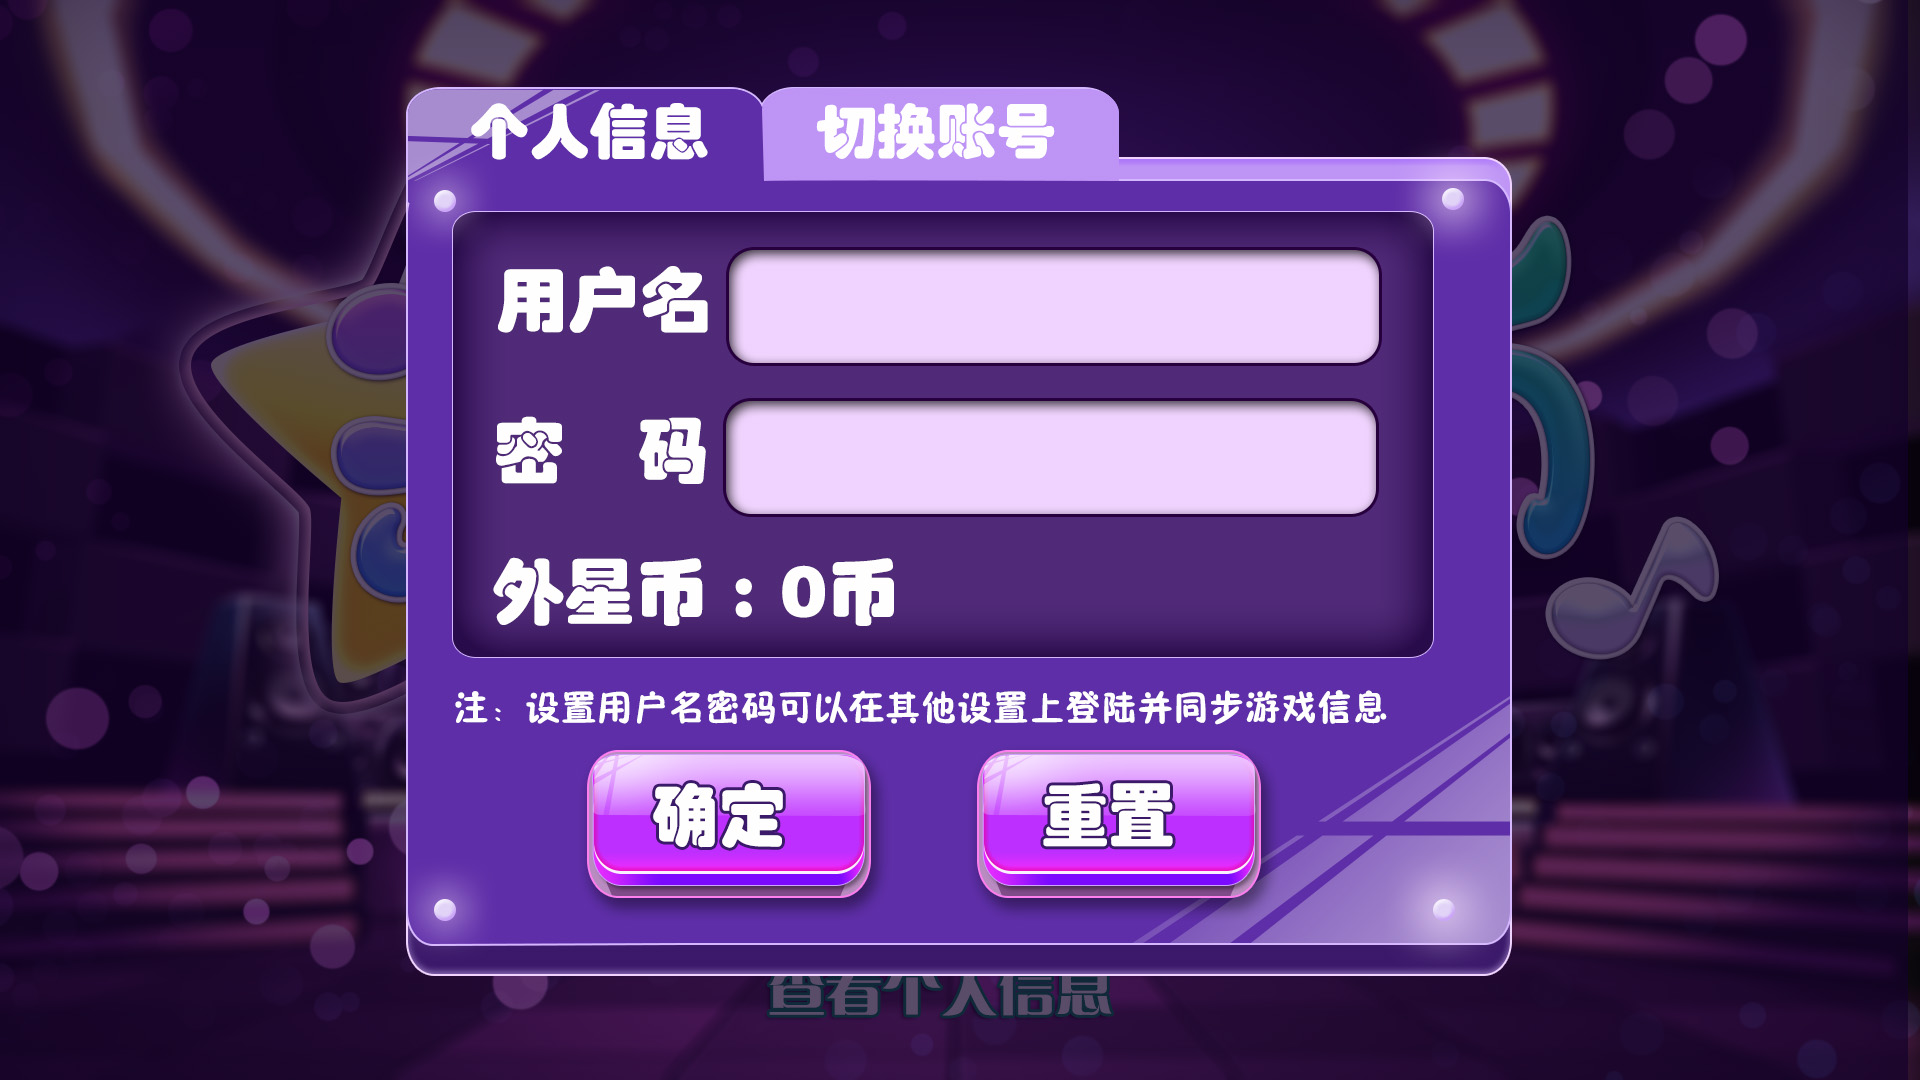 个人信息
切换账号
用户名
密 码
外星币：0币
注：设置用户名密码可以在其他设置上登陆并同步游戏信息
确定
重置
查看个人信息